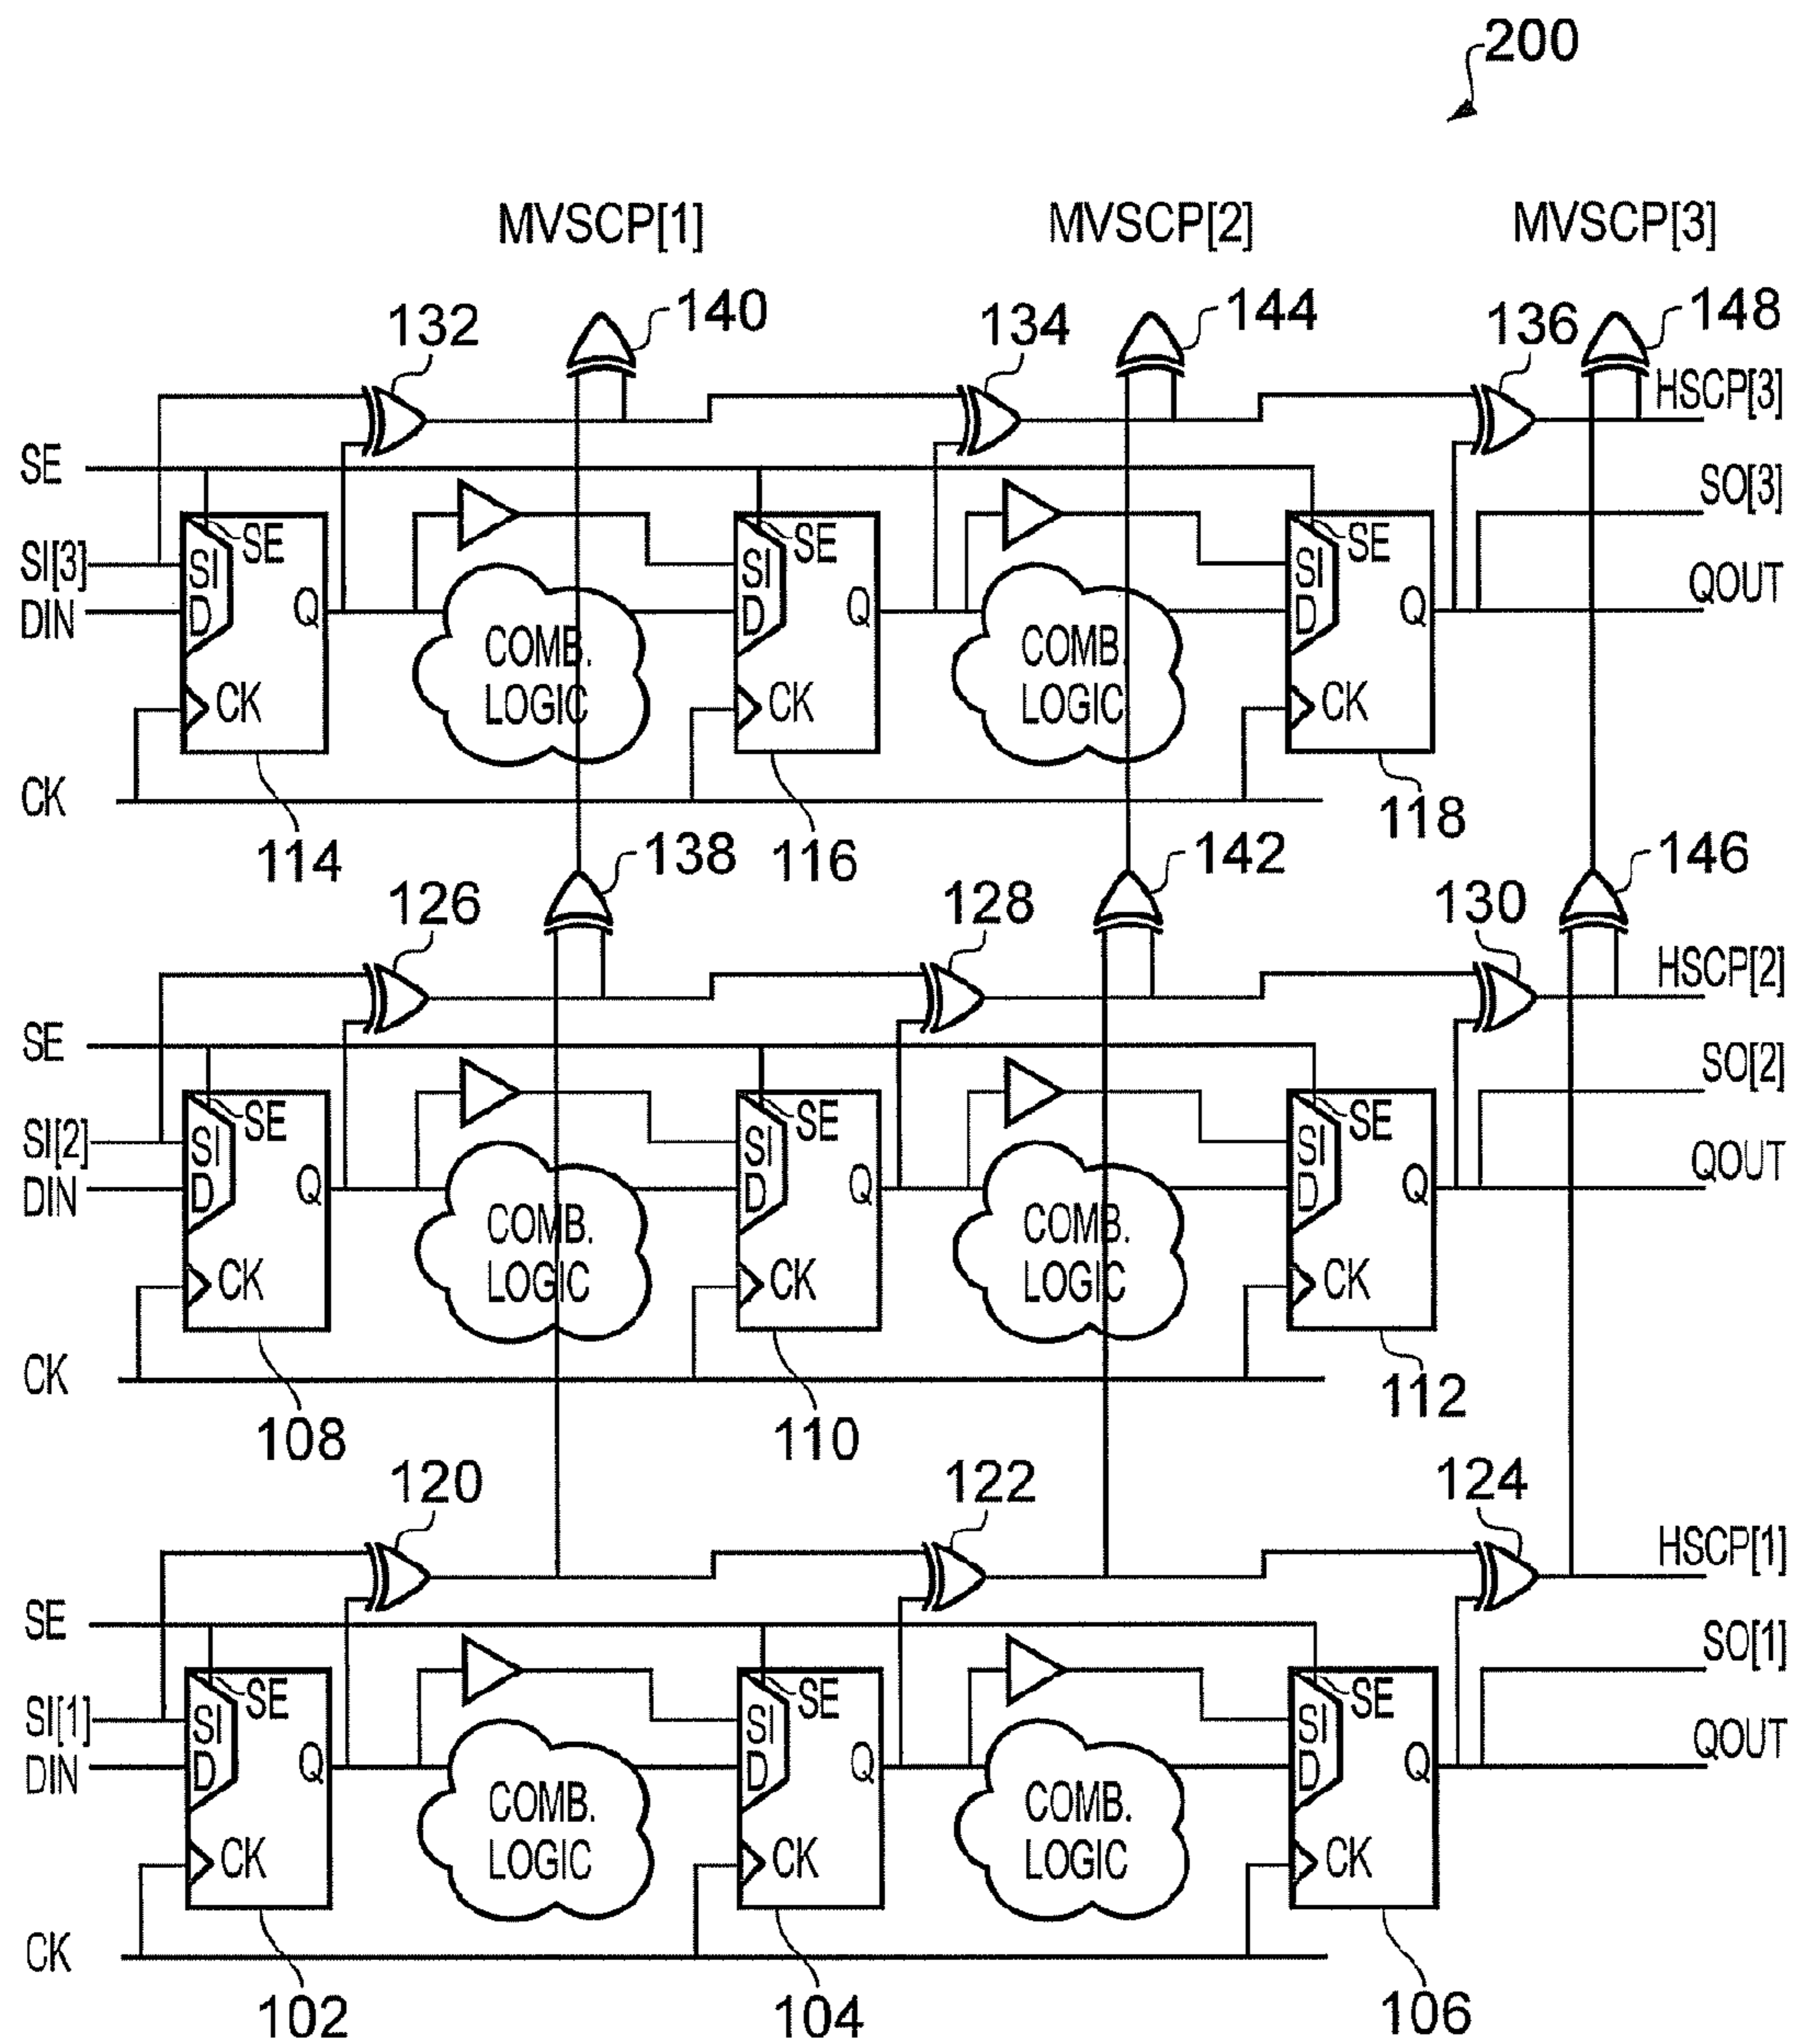 200
MVSCP[1] MVSCP[2] MVSCP[3]
132 140 134 144 136 148
HSCP[3]
SE
SO[3]
SE SE SE
SI[3] SI SI SI
QOUT
DIN D Q D Q D Q
COMB. COMB.
LOGIC LOGIC
CK CK CK
CK
114 116 118
138 142 146
126 128 130
HSCP[2]
SE
SO[2]
SE SE SE
SI[2] SI SI SI
QOUT
DIN D Q D Q D Q
COMB. COMB.
LOGIC LOGIC
CK CK CK
CK
108 110 112
120 122 124
HSCP[1]
SE
SO[1]
SE SE SE
SI[1] SI SI SI
QOUT
DIN D Q D Q D Q
COMB. COMB.
LOGIC LOGIC
CK CK CK
CK
102 104 106